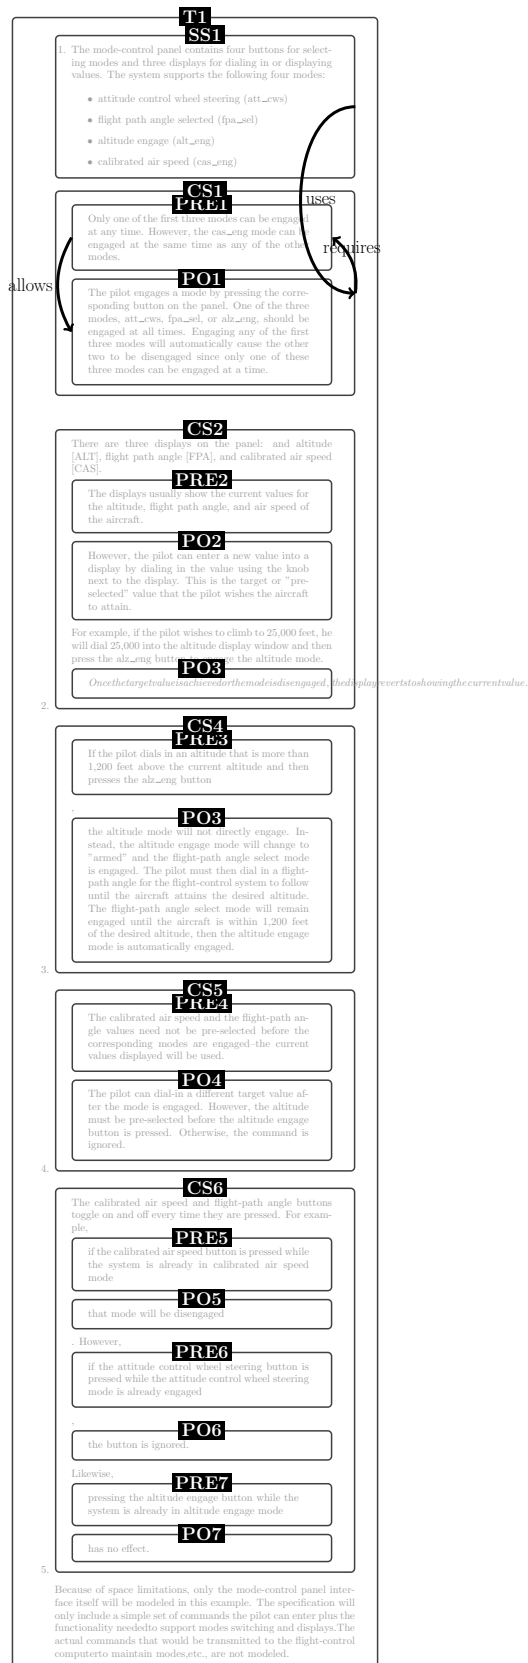 T1
SS1
1. The mode-control panel contains four buttons for select-
ing modes and three displays for dialing in or displaying
values. The system supports the following four modes:
• attitude control wheel steering (att_cws)
• flight path angle selected (fpa_sel)
• altitude engage (alt_eng)
• calibrated air speed (cas_eng)
uses
CS1
PRE1
Only one of the first three modes can be engaged
at any time. However, the cas_eng mode can be
engaged at the same time as any of the other
modes.
requires
allows
PO1
The pilot engages a mode by pressing the corre-
sponding button on the panel. One of the three
modes, att_cws, fpa_sel, or alz_eng, should be
engaged at all times. Engaging any of the first
three modes will automatically cause the other
two to be disengaged since only one of these
three modes can be engaged at a time.
CS2
There are three displays on the panel: and altitude
[ALT], flight path angle [FPA], and calibrated air speed
[CAS].
PRE2
The displays usually show the current values for
the altitude, flight path angle, and air speed of
the aircraft.
PO2
However, the pilot can enter a new value into a
display by dialing in the value using the knob
next to the display. This is the target or ”pre-
selected” value that the pilot wishes the aircraft
to attain.
For example, if the pilot wishes to climb to 25,000 feet, he
will dial 25,000 into the altitude display window and then
press the alz_eng button to engage the altitude mode.
PO3
Oncethetargetvalueisachievedorthemodeisdisengaged,thedisplayrevertstoshowingthecurrentvalue.
2.
CS4
PRE3
If the pilot dials in an altitude that is more than
1,200 feet above the current altitude and then
presses the alz_eng button
,
PO3
the altitude mode will not directly engage. In-
stead, the altitude engage mode will change to
”armed” and the flight-path angle select mode
is engaged. The pilot must then dial in a flight-
path angle for the flight-control system to follow
until the aircraft attains the desired altitude.
The flight-path angle select mode will remain
engaged until the aircraft is within 1,200 feet
of the desired altitude, then the altitude engage
mode is automatically engaged.
3.
CS5
PRE4
The calibrated air speed and the flight-path an-
gle values need not be pre-selected before the
corresponding modes are engaged–the current
values displayed will be used.
PO4
The pilot can dial-in a different target value af-
ter the mode is engaged. However, the altitude
must be pre-selected before the altitude engage
button is pressed. Otherwise, the command is
ignored.
4.
CS6
The calibrated air speed and flight-path angle buttons
toggle on and off every time they are pressed. For exam-
ple,
PRE5
if the calibrated air speed button is pressed while
the system is already in calibrated air speed
mode
PO5
that mode will be disengaged
. However,
PRE6
if the attitude control wheel steering button is
pressed while the attitude control wheel steering
mode is already engaged
,
PO6
the button is ignored.
Likewise,
PRE7
pressing the altitude engage button while the
system is already in altitude engage mode
PO7
has no effect.
5.
Because of space limitations, only the mode-control panel inter-
face itself will be modeled in this example. The specification will
only include a simple set of commands the pilot can enter plus the
functionality neededto support modes switching and displays.The
actual commands that would be transmitted to the flight-control
computerto maintain modes,etc., are not modeled.